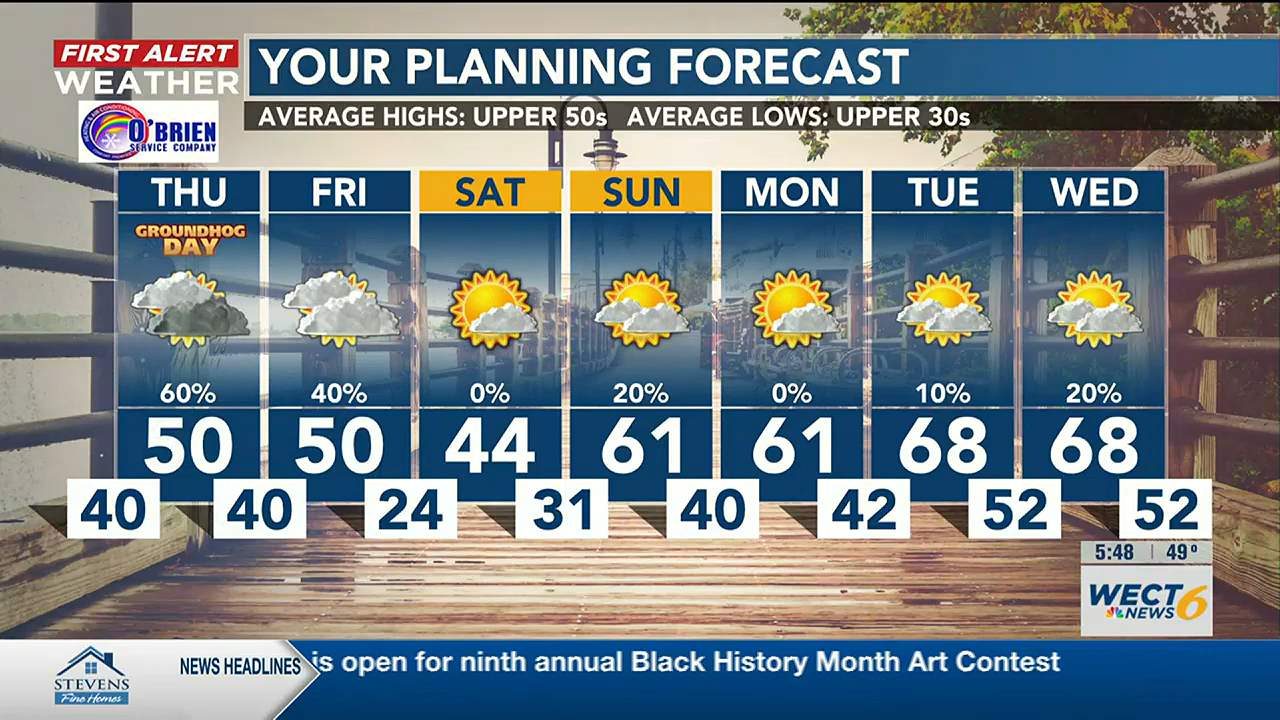 FIRST ALERT
WEATHER
YOUR PLANNING FORECAST
AVERAGE HIGHS: UPPER 50s AVERAGE LOWS: UPPER 30s
O'BRIEN
SERVICE COMPANY
THU FRI SAT SUN MON TUE WED
GROUNDHOG
DAY
60% 40% 0% 20% 0% 10% 20%
50 50 44 61 61 68 68
40 40 24 31 40 42 52 52
5:48 49°
WECT 6
NEWS
STEVENS
Fine Homes
NEWS HEADLINES
is open for ninth annual Black History Month Art Contest